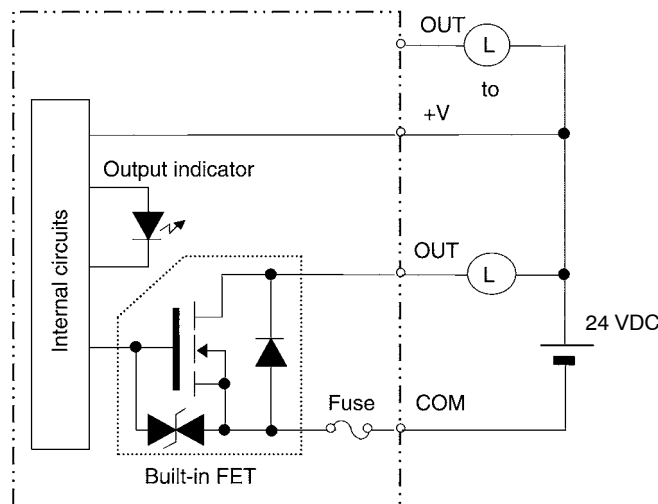 OUT
L
to
+V
Output indicator
Internal circuits
OUT
L
24 VDC
Fuse
COM
Built-in FET